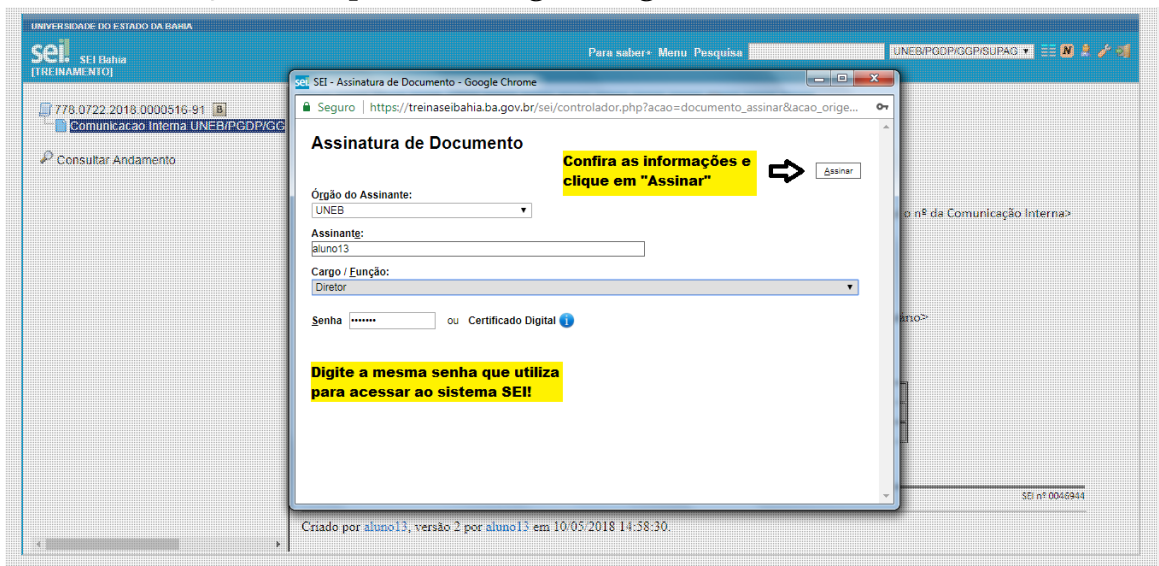 UNIVERSIDADE DO ESTADO DA BAHIA
sei! SEI Bahia
[TREINAMENTO]
Para saber+ Menu Pesquisa
UNEB/PGDP/GGP/SUPAG
N
SEI - Assinatura de Documento - Google Chrome
Seguro | https://treinaseibahia.ba.gov.br/sei/controlador.php?acao=documento_assinar&acao_orige...
778.0722.2018.0000516-91 B
Comunicacao Interna UNEB/PGDP/GG
Consultar Andamento
Assinatura de Documento
Confira as informações e
clique em "Assinar"
Assinar
Órgão do Assinante:
UNEB
o nº da Comunicação Interna>
Assinante:
aluno13
Cargo / Função:
Diretor
Senha ••••••• ou Certificado Digital
ário>
Digite a mesma senha que utiliza
para acessar ao sistema SEI!
SEI nº 0046944
Criado por aluno13, versão 2 por aluno13 em 10/05/2018 14:58:30.